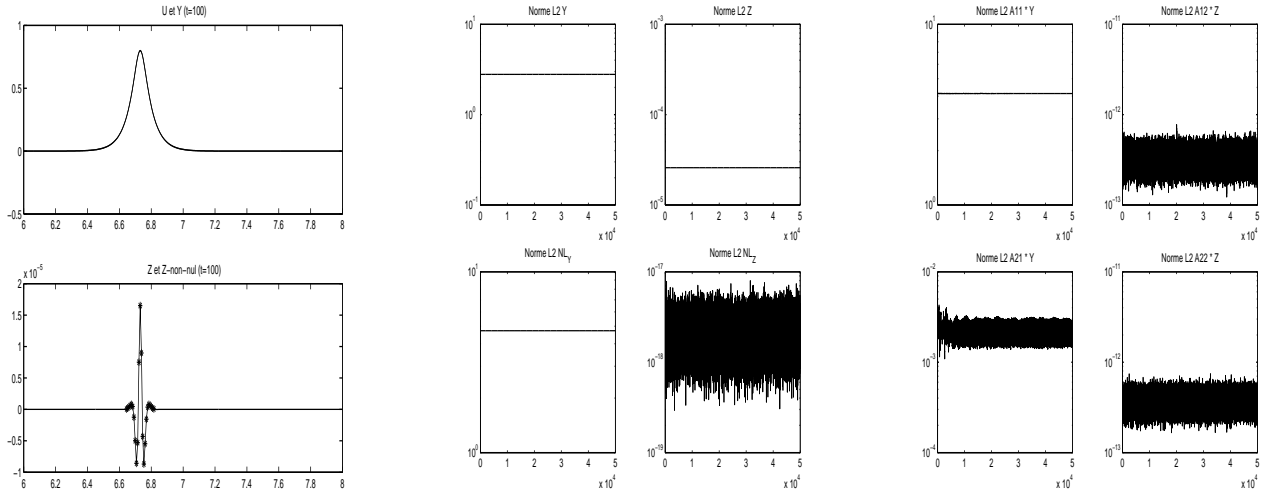 U et Y (t=100)
1
0.5
0
−0.5
6 6.2 6.4 6.6 6.8 7 7.2 7.4 7.6 7.8 8
Z et Z−non−nul (t=100)
x 10^−5
2
1.5
1
0.5
0
−0.5
−1
6 6.2 6.4 6.6 6.8 7 7.2 7.4 7.6 7.8 8
Norme L2 Y
10^1
10^0
10^−1
0 1 2 3 4 5
x 10^4
Norme L2 Z
10^−3
10^−4
10^−5
0 1 2 3 4 5
x 10^4
Norme L2 NL_Y
10^1
10^0
0 1 2 3 4 5
x 10^4
Norme L2 NL_Z
10^−17
10^−18
10^−19
0 1 2 3 4 5
x 10^4
Norme L2 A11 * Y
10^1
10^0
0 1 2 3 4 5
x 10^4
Norme L2 A12 * Z
10^−11
10^−12
10^−13
0 1 2 3 4 5
x 10^4
Norme L2 A21 * Y
10^−2
10^−3
10^−4
0 1 2 3 4 5
x 10^4
Norme L2 A22 * Z
10^−11
10^−12
10^−13
0 1 2 3 4 5
x 10^4